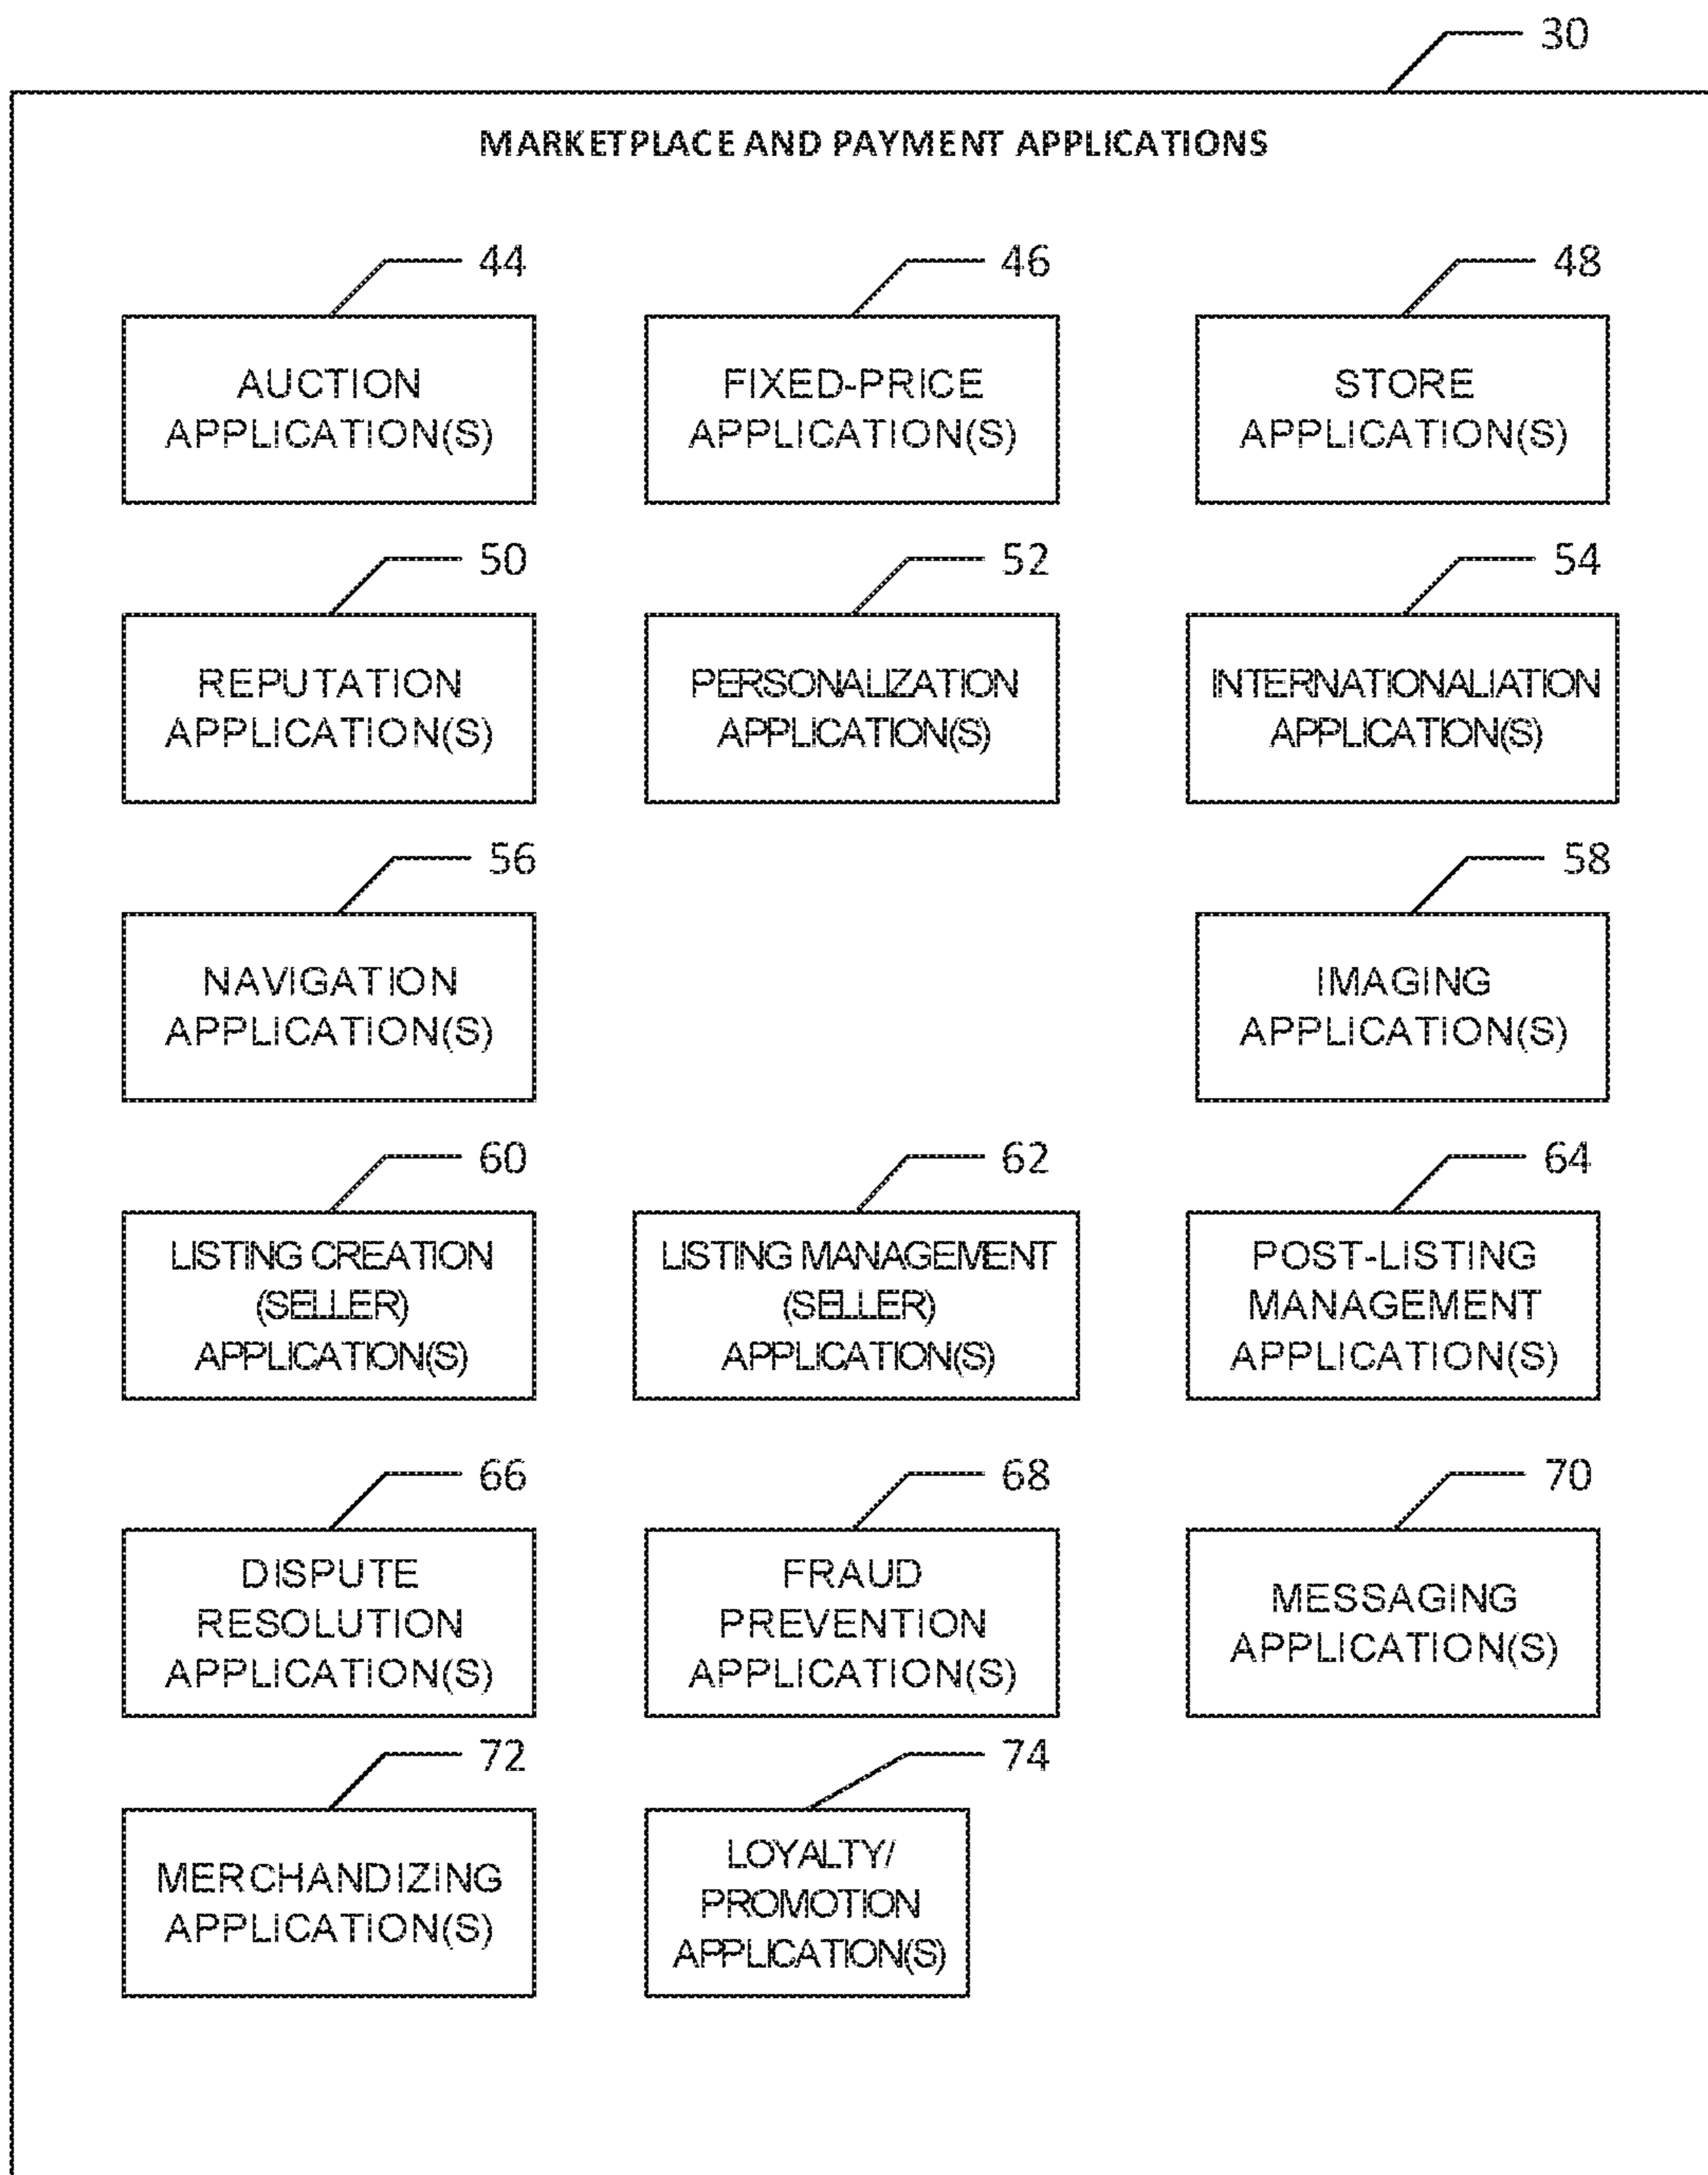 30
MARKETPLACE AND PAYMENT APPLICATIONS
44
AUCTION
APPLICATION(S)
46
FIXED-PRICE
APPLICATION(S)
48
STORE
APPLICATION(S)
50
REPUTATION
APPLICATION(S)
52
PERSONALIZATION
APPLICATION(S)
54
INTERNATIONALIATION
APPLICATION(S)
56
NAVIGATION
APPLICATION(S)
58
IMAGING
APPLICATION(S)
60
LISTING CREATION
(SELLER)
APPLICATION(S)
62
LISTING MANAGEMENT
(SELLER)
APPLICATION(S)
64
POST-LISTING
MANAGEMENT
APPLICATION(S)
66
DISPUTE
RESOLUTION
APPLICATION(S)
68
FRAUD
PREVENTION
APPLICATION(S)
70
MESSAGING
APPLICATION(S)
72
MERCHANDIZING
APPLICATION(S)
74
LOYALTY/
PROMOTION
APPLICATION(S)